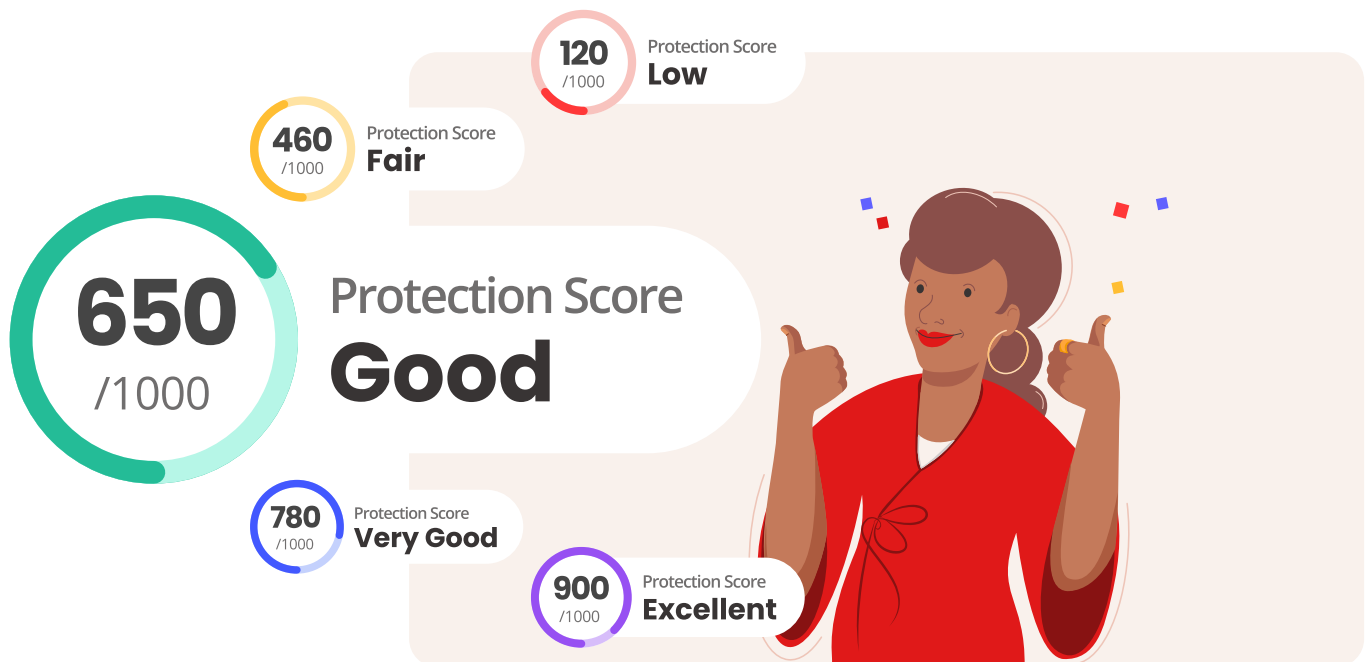 120
/1000
Protection Score
Low
460
/1000
Protection Score
Fair
650
/1000
Protection Score
Good
780
/1000
Protection Score
Very Good
900
/1000
Protection Score
Excellent